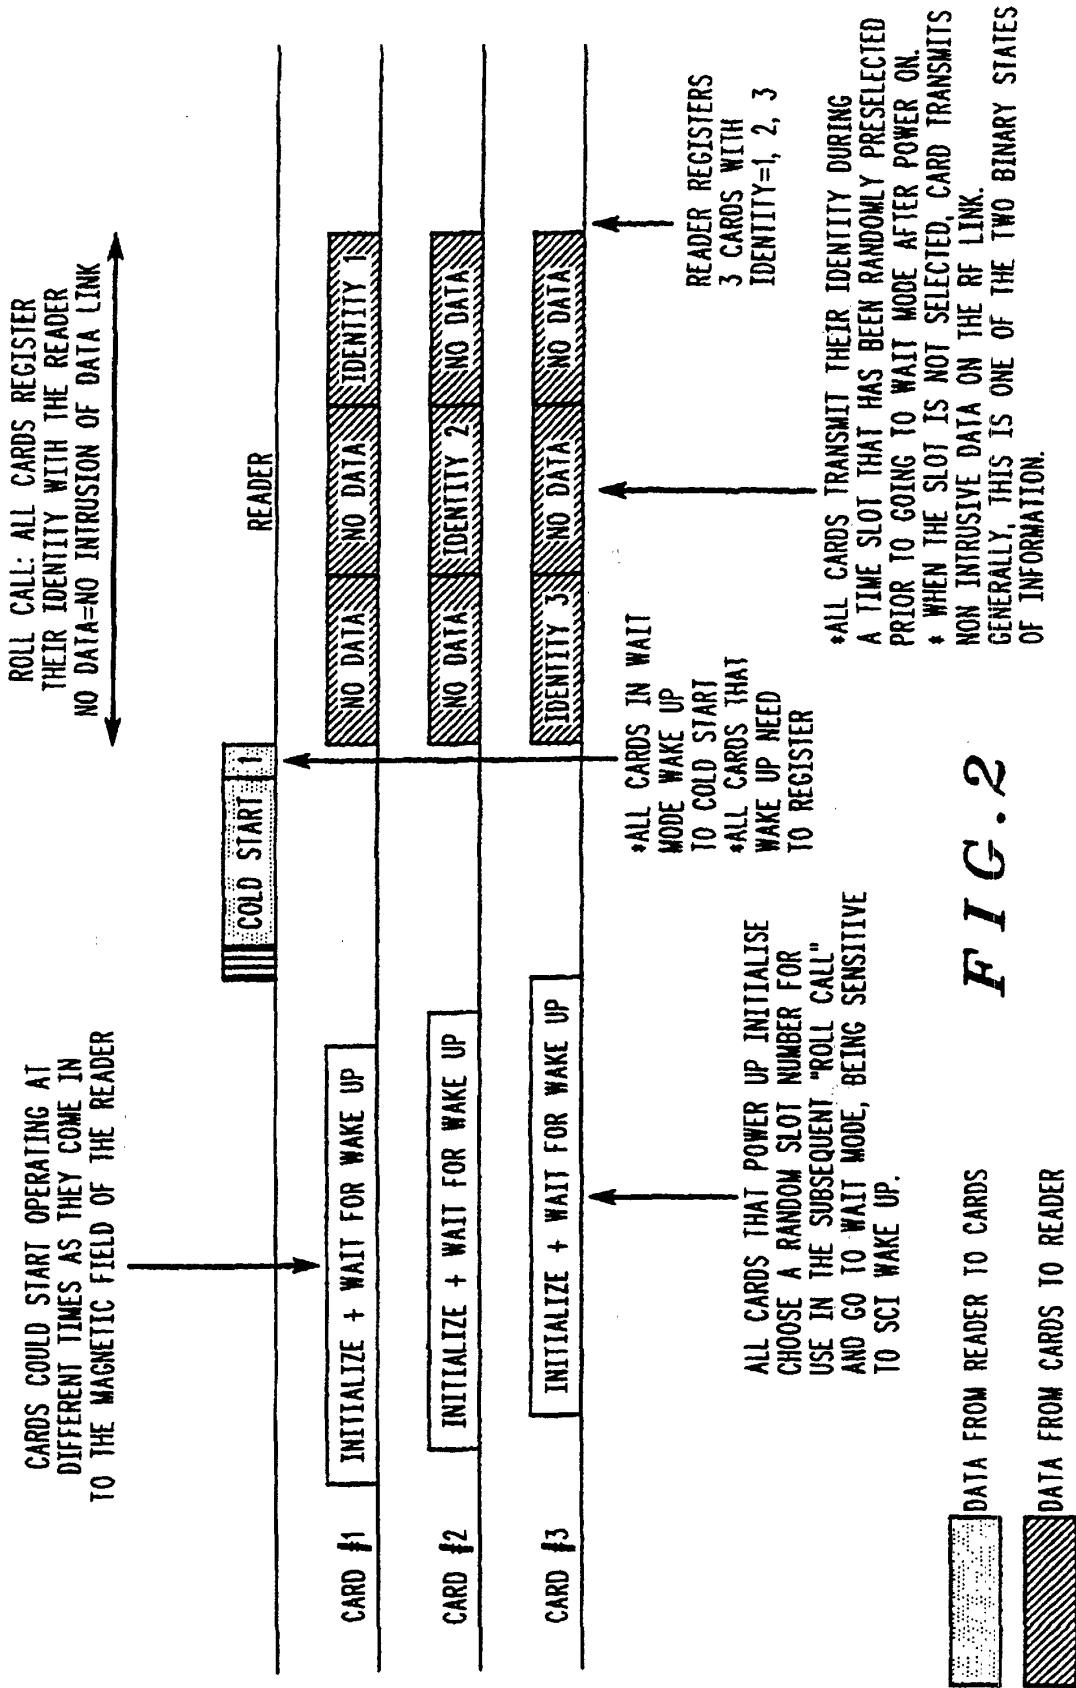 CARDS COULD START OPERATING AT
DIFFERENT TIMES AS THEY COME IN
TO THE MAGNETIC FIELD OF THE READER
ROLL CALL: ALL CARDS REGISTER
THEIR IDENTITY WITH THE READER
NO DATA=NO INTRUSION OF DATA LINK
COLD START 1
READER
CARD #1
INITIALIZE + WAIT FOR WAKE UP
NO DATA
NO DATA
IDENTITY 1
CARD #2
INITIALIZE + WAIT FOR WAKE UP
NO DATA
IDENTITY 2
NO DATA
CARD #3
INITIALIZE + WAIT FOR WAKE UP
IDENTITY 3
NO DATA
NO DATA
ALL CARDS THAT POWER UP INITIALISE
CHOOSE A RANDOM SLOT NUMBER FOR
USE IN THE SUBSEQUENT "ROLL CALL"
AND GO TO WAIT MODE, BEING SENSITIVE
TO SCI WAKE UP.
*ALL CARDS IN WAIT
MODE WAKE UP
TO COLD START
*ALL CARDS THAT
WAKE UP NEED
TO REGISTER
READER REGISTERS
3 CARDS WITH
IDENTITY=1, 2, 3
*ALL CARDS TRANSMIT THEIR IDENTITY DURING
A TIME SLOT THAT HAS BEEN RANDOMLY PRESELECTED
PRIOR TO GOING TO WAIT MODE AFTER POWER ON.
* WHEN THE SLOT IS NOT SELECTED, CARD TRANSMITS
NON INTRUSIVE DATA ON THE RF LINK.
GENERALLY, THIS IS ONE OF THE TWO BINARY STATES
OF INFORMATION.
DATA FROM READER TO CARDS
DATA FROM CARDS TO READER
FIG.2